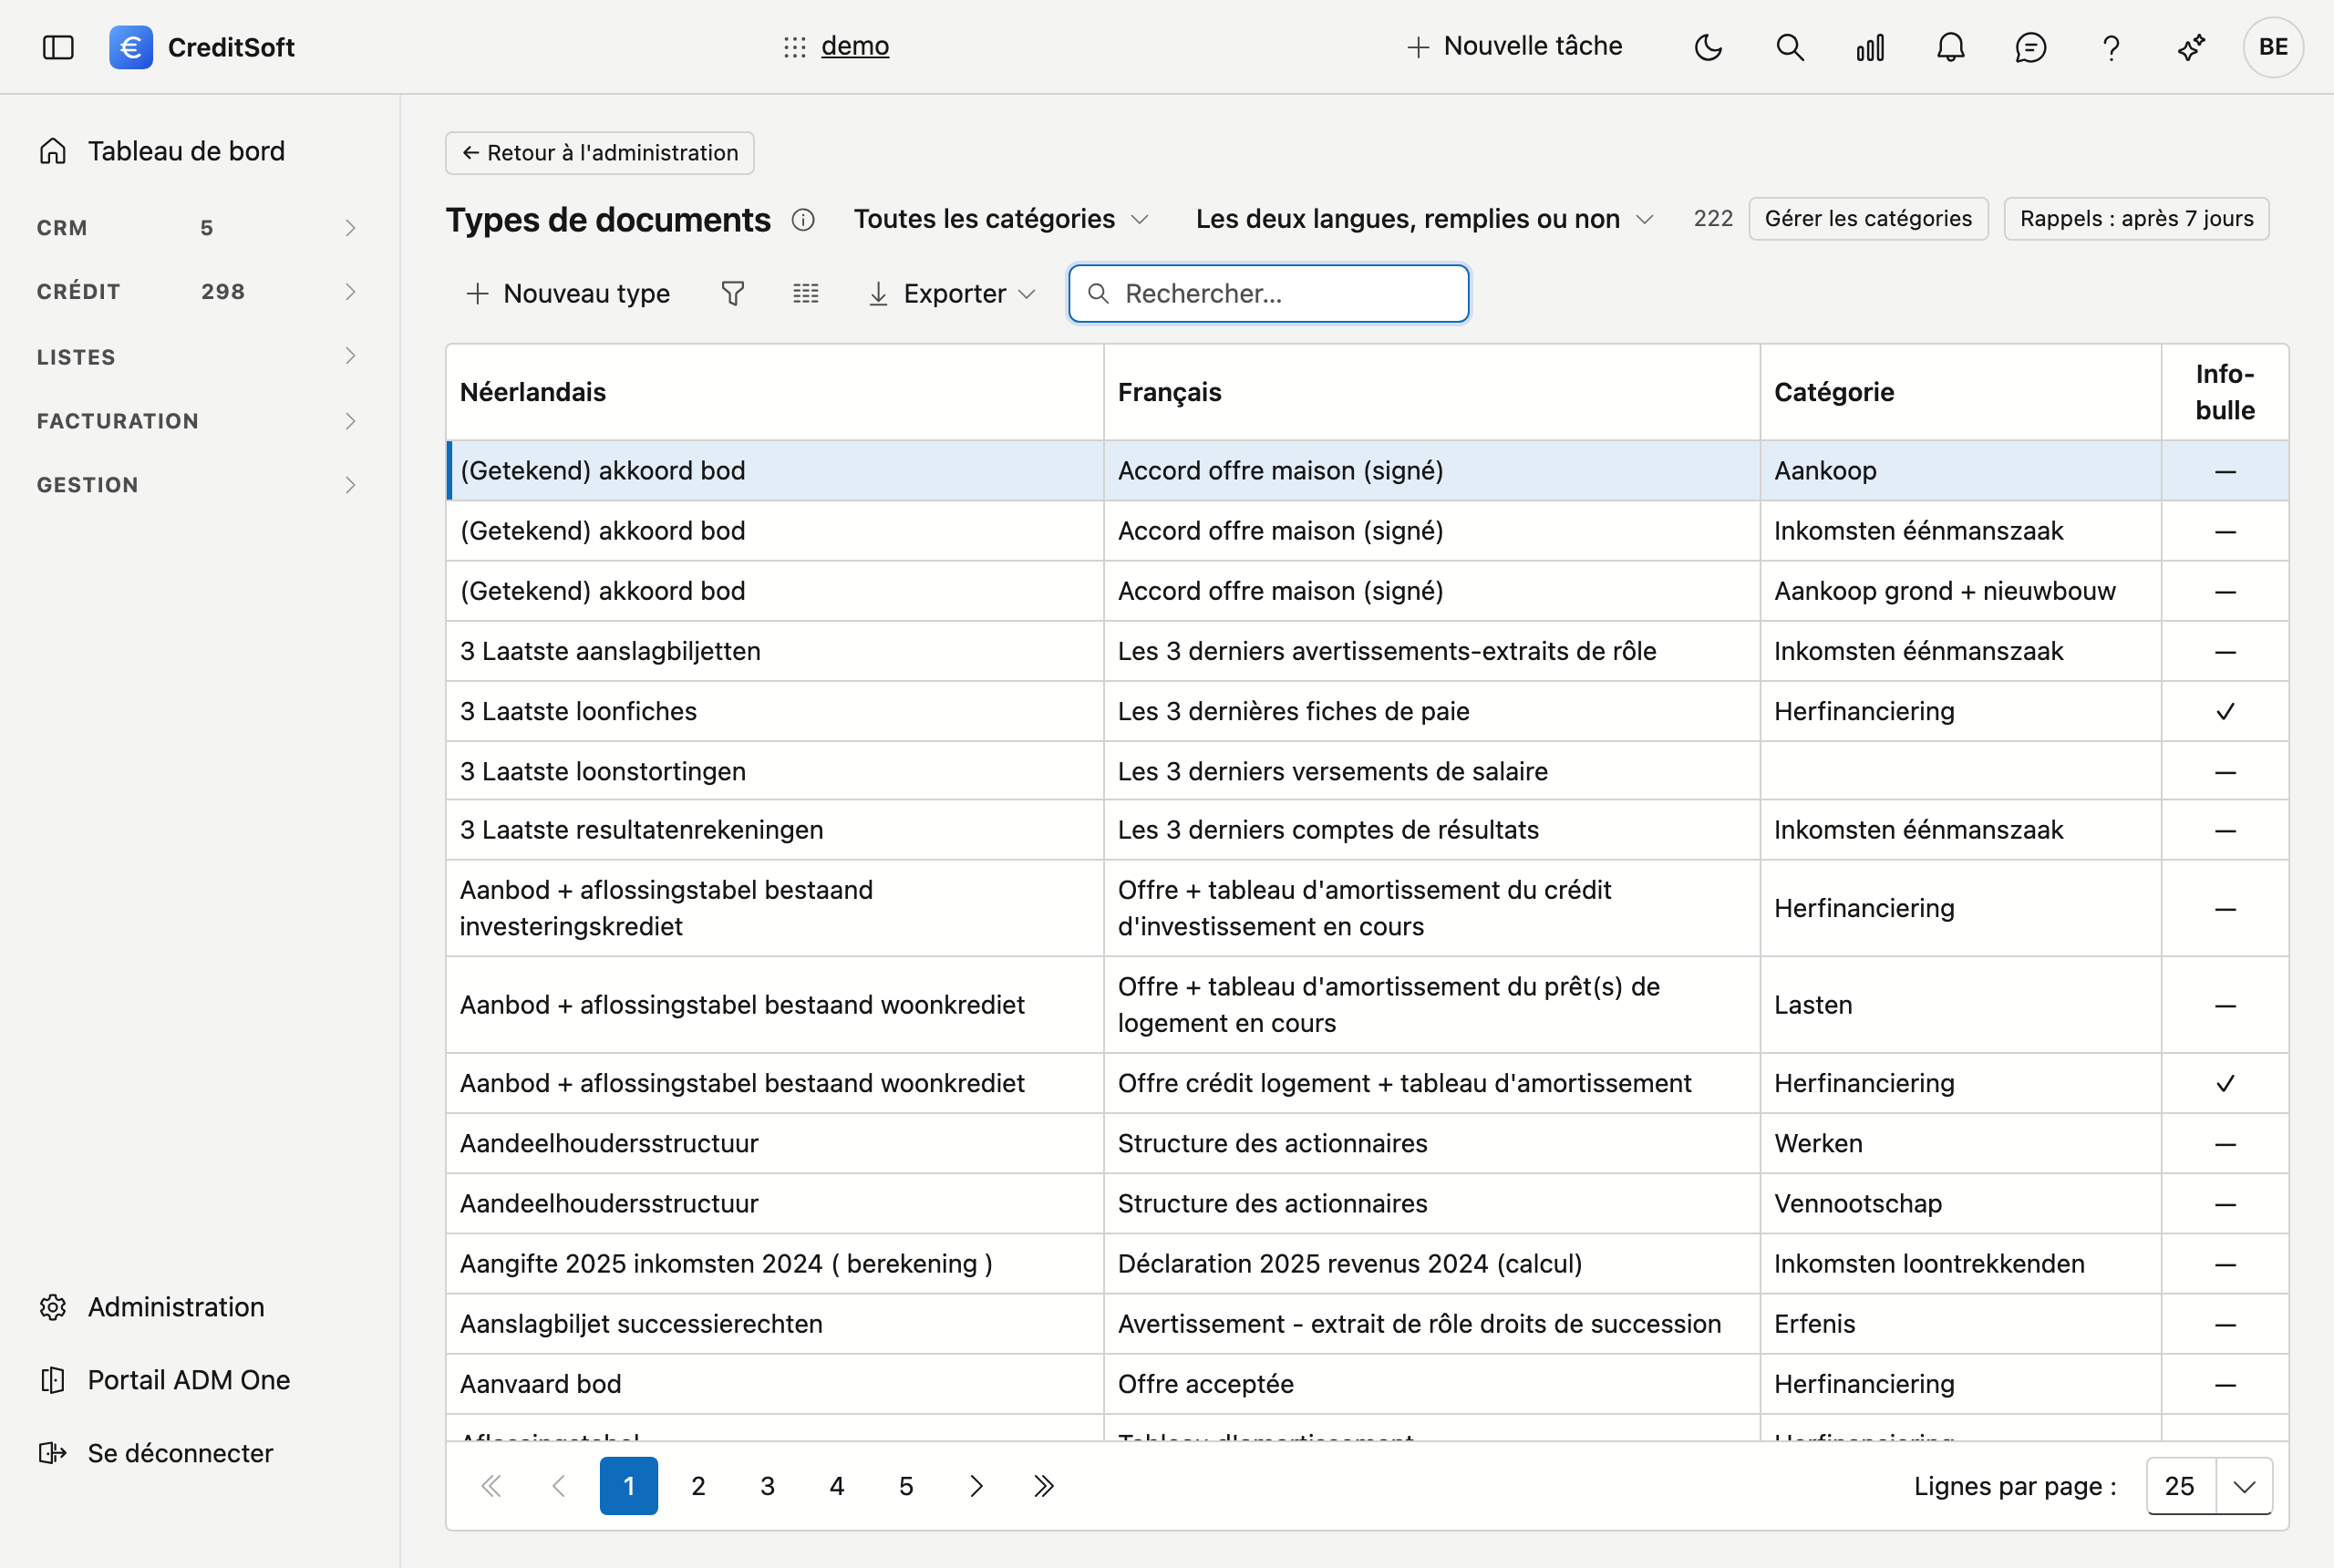 CreditSoft
demo
Nouvelle tâche
BE
Tableau de bord
CRM 5
CRÉDIT 298
LISTES
FACTURATION
GESTION
Administration
Portail ADM One
Se déconnecter
← Retour à l'administration
Types de documents
Toutes les catégories
Les deux langues, remplies ou non
222
Gérer les catégories
Rappels : après 7 jours
Nouveau type
Exporter
Rechercher...
Néerlandais Français Catégorie Info-bulle
(Getekend) akkoord bod Accord offre maison (signé) Aankoop —
(Getekend) akkoord bod Accord offre maison (signé) Inkomsten éénmanszaak —
(Getekend) akkoord bod Accord offre maison (signé) Aankoop grond + nieuwbouw —
3 Laatste aanslagbiljetten Les 3 derniers avertissements-extraits de rôle Inkomsten éénmanszaak —
3 Laatste loonfiches Les 3 dernières fiches de paie Herfinanciering ✓
3 Laatste loonstortingen Les 3 derniers versements de salaire —
3 Laatste resultatenrekeningen Les 3 derniers comptes de résultats Inkomsten éénmanszaak —
Aanbod + aflossingstabel bestaand investeringskrediet Offre + tableau d'amortissement du crédit d'investissement en cours Herfinanciering —
Aanbod + aflossingstabel bestaand woonkrediet Offre + tableau d'amortissement du prêt(s) de logement en cours Lasten —
Aanbod + aflossingstabel bestaand woonkrediet Offre crédit logement + tableau d'amortissement Herfinanciering ✓
Aandeelhoudersstructuur Structure des actionnaires Werken —
Aandeelhoudersstructuur Structure des actionnaires Vennootschap —
Aangifte 2025 inkomsten 2024 ( berekening ) Déclaration 2025 revenus 2024 (calcul) Inkomsten loontrekkenden —
Aanslagbiljet successierechten Avertissement - extrait de rôle droits de succession Erfenis —
Aanvaard bod Offre acceptée Herfinanciering —
1 2 3 4 5
Lignes par page : 25